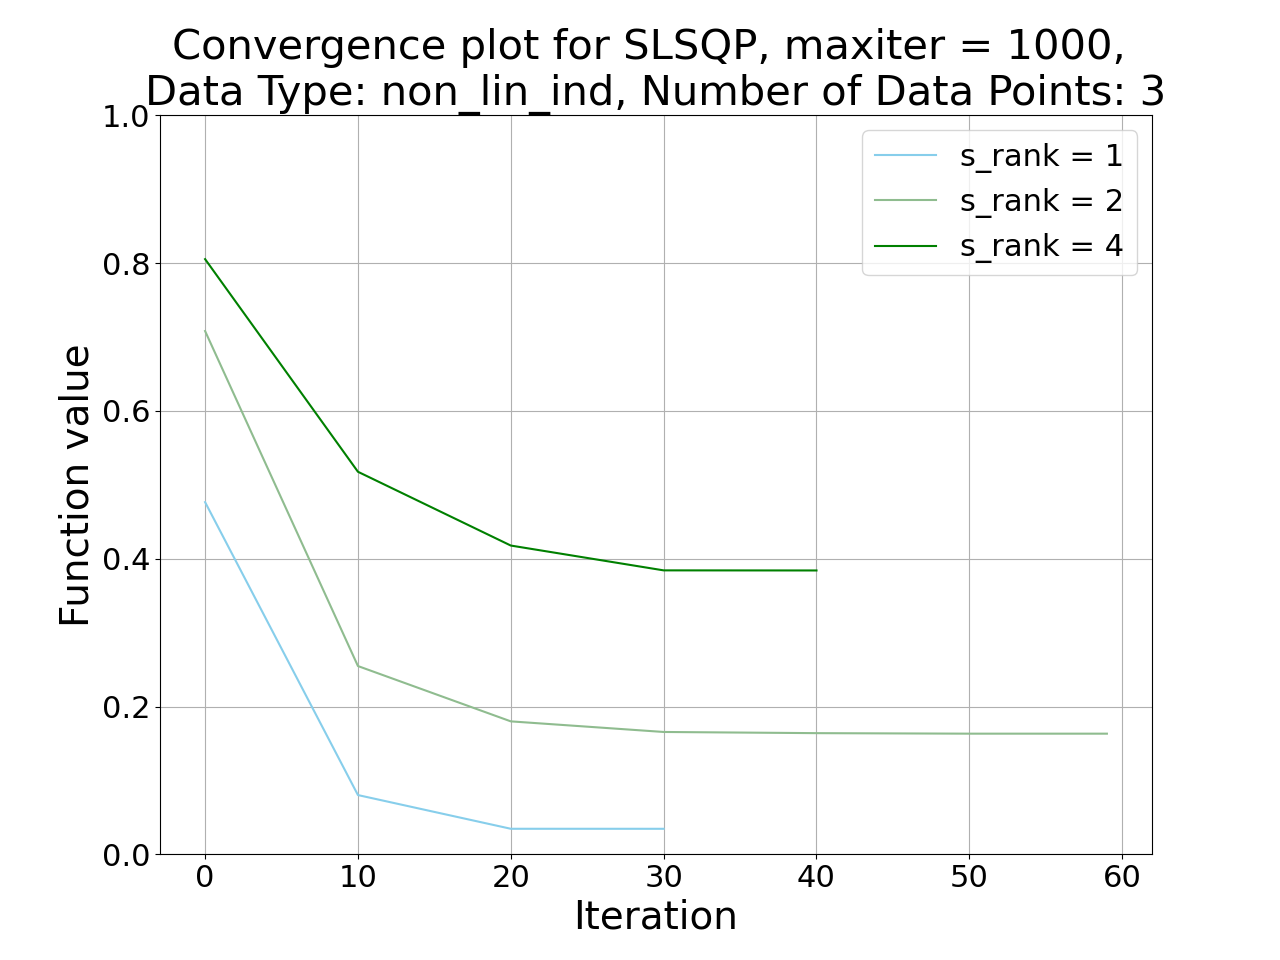 Convergence plot for SLSQP, maxiter = 1000,
Data Type: non_lin_ind, Number of Data Points: 3
1.0
0.8
0.6
0.4
0.2
0.0
Function value
s_rank = 1
s_rank = 2
s_rank = 4
0 10 20 30 40 50 60
Iteration